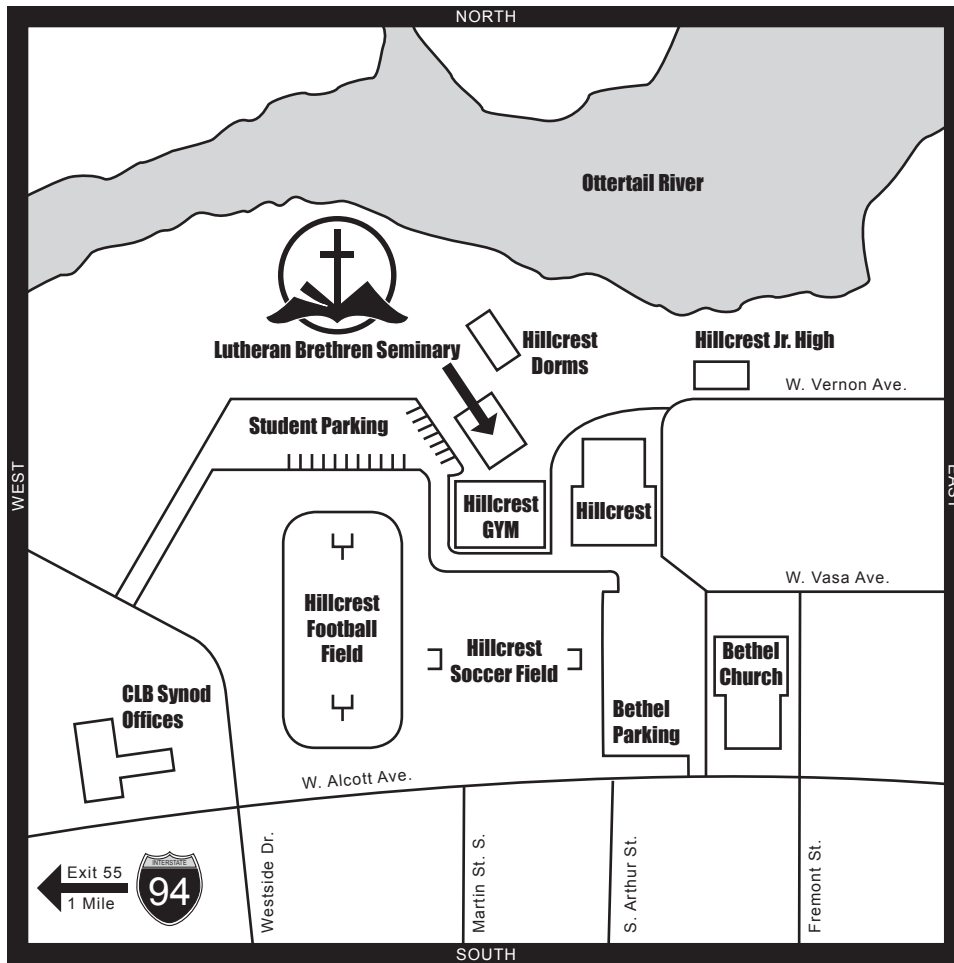 NORTH
Ottertail River
Lutheran Brethren Seminary
Hillcrest
Dorms
Hillcrest Jr. High
W. Vernon Ave.
Student Parking
WEST
EAST
Hillcrest
GYM
Hillcrest
W. Vasa Ave.
Hillcrest
Football
Field
Hillcrest
Soccer Field
Bethel
Church
CLB Synod
Offices
Bethel
Parking
W. Alcott Ave.
Westside Dr.
Martin St. S.
S. Arthur St.
Fremont St.
Exit 55
1 Mile
INTERSTATE
94
SOUTH